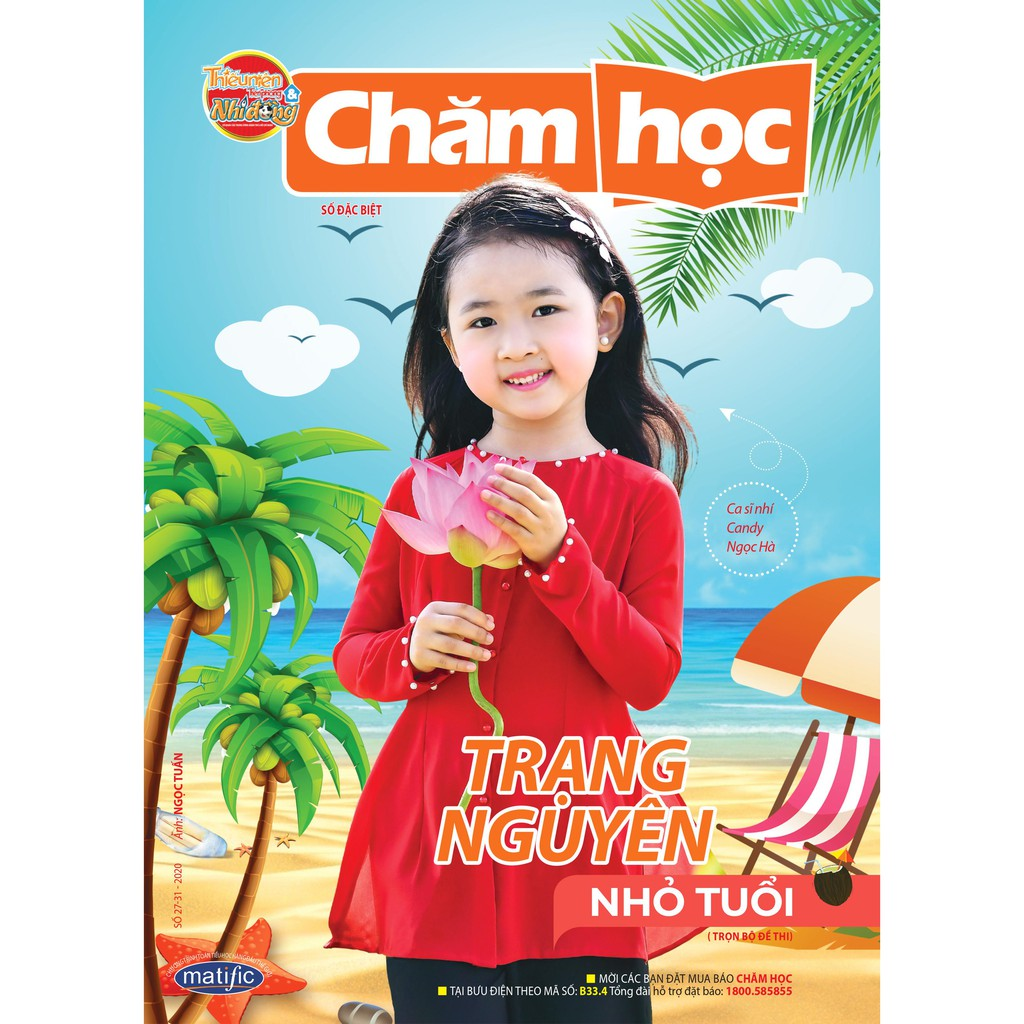 Thiếu niên
Tiền phong
&
Nhi đồng
Chăm học
SỐ ĐẶC BIỆT
Ca sĩ nhí
Candy
Ngọc Hà
TRẠNG
NGUYÊN
NHỎ TUỔI
( TRỌN BỘ ĐỀ THI)
SỐ 27-31 - 2020
Ảnh: NGỌC TUẤN
matific
MỜI CÁC BẠN ĐẶT MUA BÁO CHĂM HỌC
TẠI BƯU ĐIỆN THEO MÃ SỐ: B33.4 Tổng đài hỗ trợ đặt báo: 1800.585855